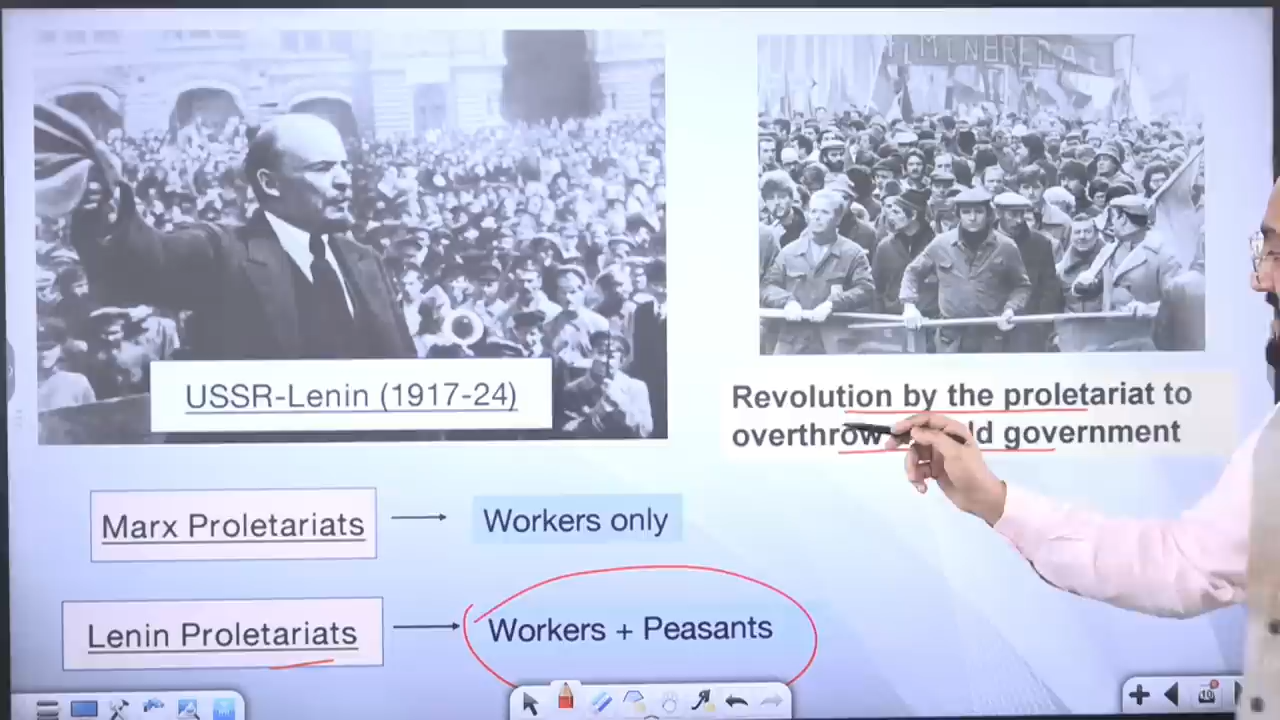 USSR-Lenin (1917-24)
Revolution by the proletariat to
overthrow old government
Marx Proletariats
Workers only
Lenin Proletariats
Workers + Peasants